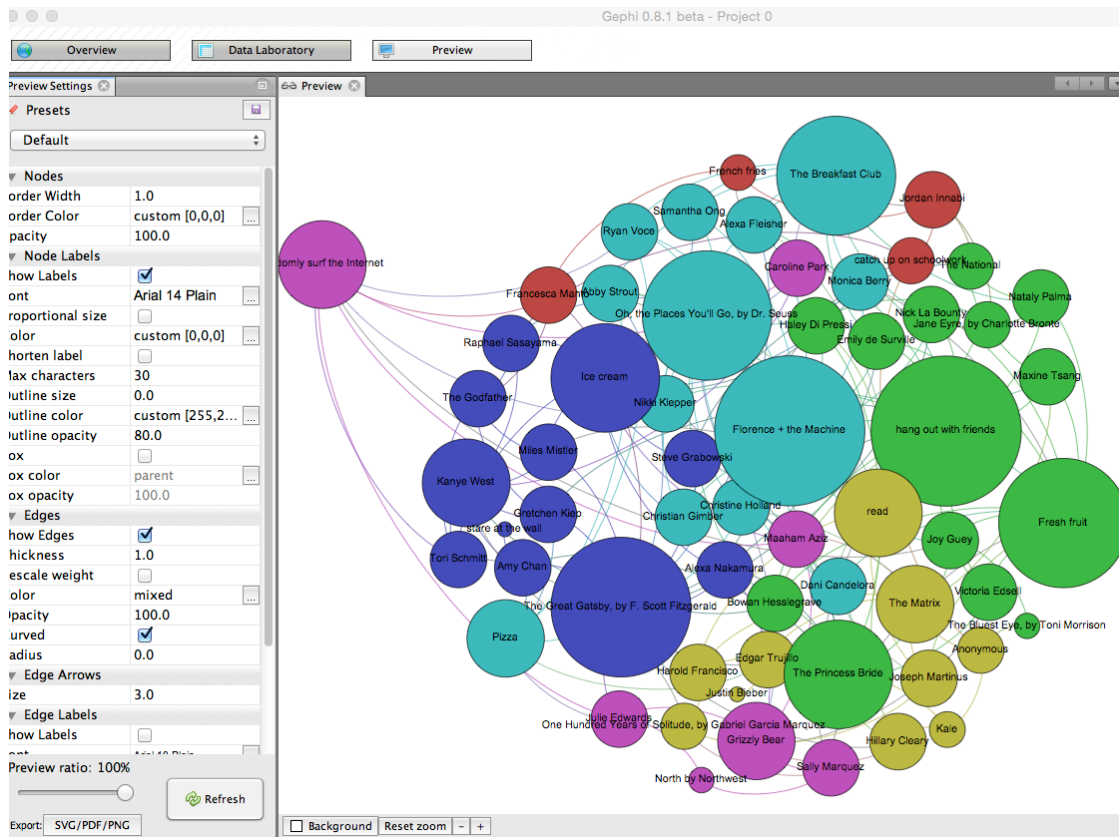 Gephi 0.8.1 beta - Project 0
Overview
Data Laboratory
Preview
Preview Settings
Presets
Default
Nodes
order Width 1.0
order Color custom [0,0,0] ...
pacity 100.0
Node Labels
how Labels
ont Arial 14 Plain ...
roportional size
olor custom [0,0,0] ...
horten label
lax characters 30
utline size 0.0
utline color custom [255,2... ...
utline opacity 80.0
ox
ox color parent ...
ox opacity 100.0
Edges
how Edges
hickness 1.0
escale weight
olor mixed ...
pacity 100.0
urved
adius 0.0
Edge Arrows
ize 3.0
Edge Labels
how Labels
ont Arial 10 Plain
Preview ratio: 100%
Refresh
Export: SVG/PDF/PNG
Preview
French fries
The Breakfast Club
Jordan Innabi
Samantha Ong
Alexa Fleisher
Ryan Voce
domly surf the Internet
catch up on schoolwork
The National
Caroline Park
Monica Berry
Francesca
Abby Strout
Nataly Palma
Oh, the Places You'll Go, by Dr. Seuss
Nick La Bounty
Haley Di Pressi
Jane Eyre, by Charlotte Bronte
Emily de Surville
Raphael Sasayama
Ice cream
Maxine Tsang
The Godfather
Nikki Klepper
Florence + the Machine
hang out with friends
Miles Mistler
Steve Grabowski
Kanye West
Gretchen Kiep
Christine Holland
read
Christian Gimber
Fresh fruit
stare at the wall
Maaham Aziz
Joy Guey
Tori Schmitt
Amy Chan
Alexa Nakamura
Dani Candelora
Victoria Edsell
The Great Gatsby, by F. Scott Fitzgerald
Bowan Hesslegrave
The Matrix
The Bluest Eye, by Toni Morrison
Pizza
Anonymous
Edgar Trujillo
Harold Francisco
The Princess Bride
Joseph Martinus
Justin Bieber
Julie Edwards
One Hundred Years of Solitude, by Gabriel Garcia Marquez
Kale
Grizzly Bear
Hillary Cleary
Sally Marquez
North by Northwest
Background
Reset zoom
-
+